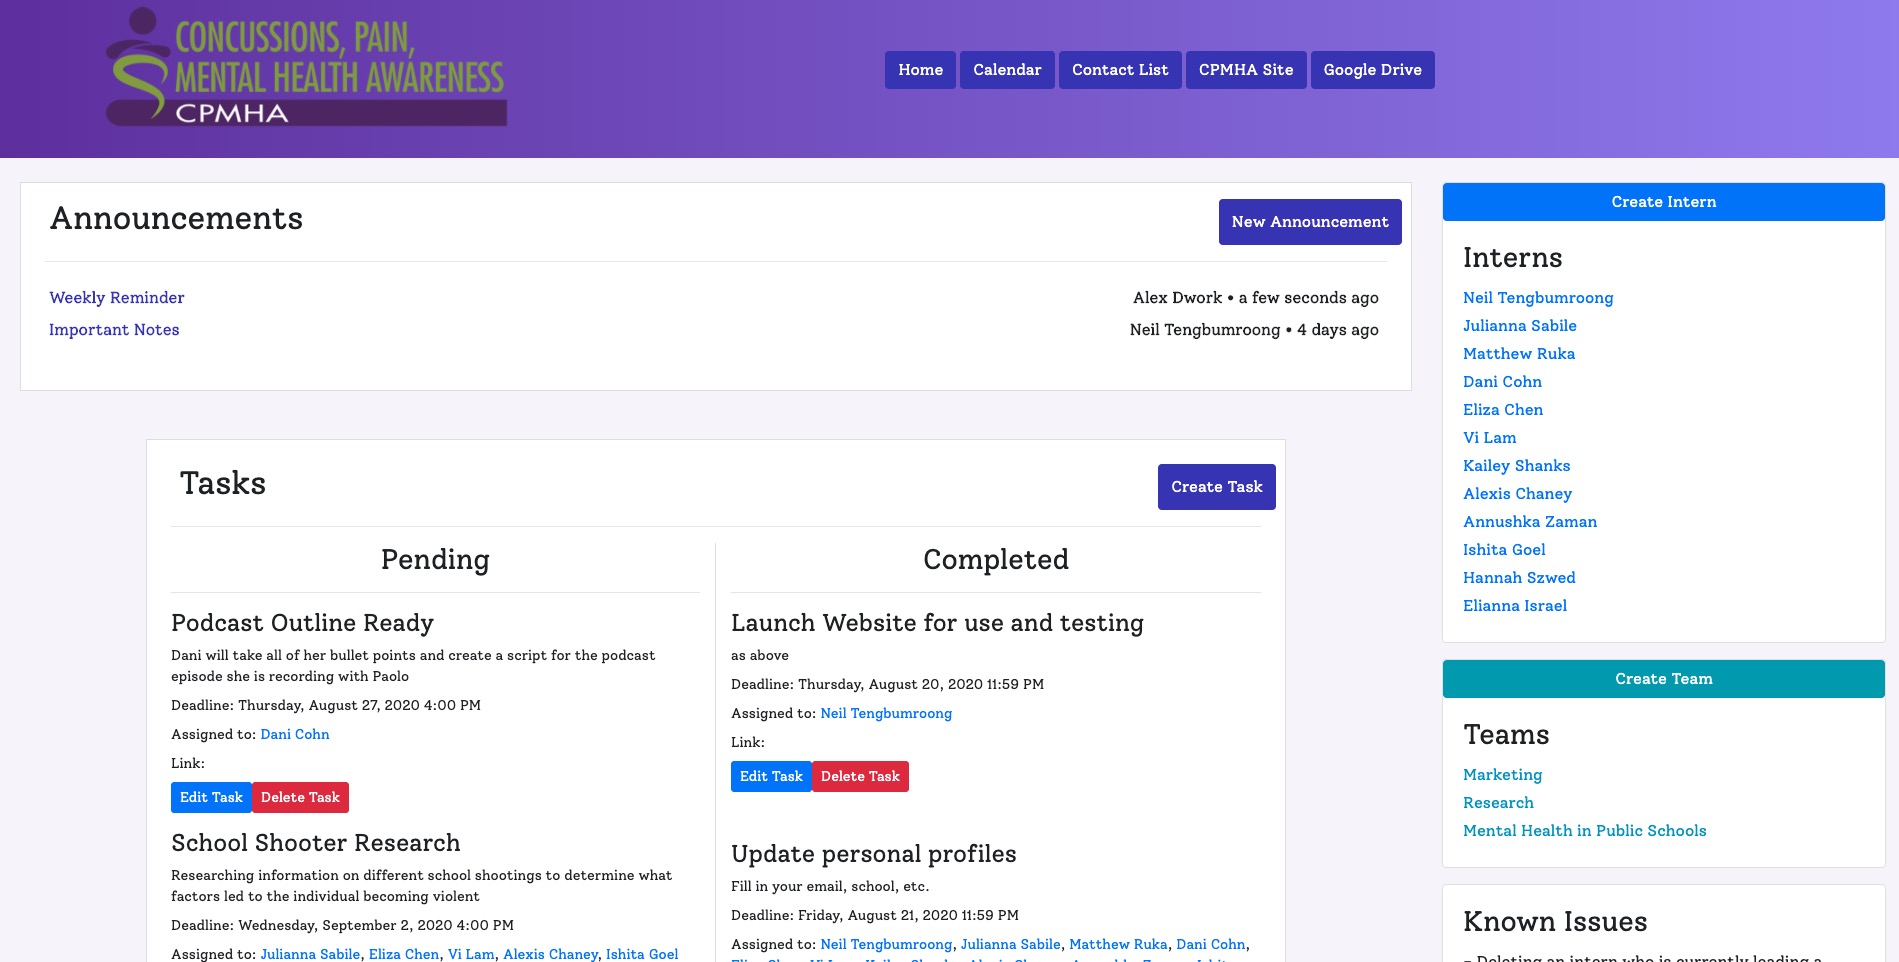 CONCUSSIONS, PAIN,
MENTAL HEALTH AWARENESS
CPMHA
Home Calendar Contact List CPMHA Site Google Drive
Announcements
New Announcement
Weekly Reminder Alex Dwork • a few seconds ago
Important Notes Neil Tengbumroong • 4 days ago
Tasks
Create Task
Pending
Podcast Outline Ready
Dani will take all of her bullet points and create a script for the podcast
episode she is recording with Paolo
Deadline: Thursday, August 27, 2020 4:00 PM
Assigned to: Dani Cohn
Link:
Edit Task Delete Task
School Shooter Research
Researching information on different school shootings to determine what
factors led to the individual becoming violent
Deadline: Wednesday, September 2, 2020 4:00 PM
Assigned to: Julianna Sabile, Eliza Chen, Vi Lam, Alexis Chaney, Ishita Goel
Completed
Launch Website for use and testing
as above
Deadline: Thursday, August 20, 2020 11:59 PM
Assigned to: Neil Tengbumroong
Link:
Edit Task Delete Task
Update personal profiles
Fill in your email, school, etc.
Deadline: Friday, August 21, 2020 11:59 PM
Assigned to: Neil Tengbumroong, Julianna Sabile, Matthew Ruka, Dani Cohn,
Create Intern
Interns
Neil Tengbumroong
Julianna Sabile
Matthew Ruka
Dani Cohn
Eliza Chen
Vi Lam
Kailey Shanks
Alexis Chaney
Annushka Zaman
Ishita Goel
Hannah Szwed
Elianna Israel
Create Team
Teams
Marketing
Research
Mental Health in Public Schools
Known Issues
- Deleting an intern who is currently leading a